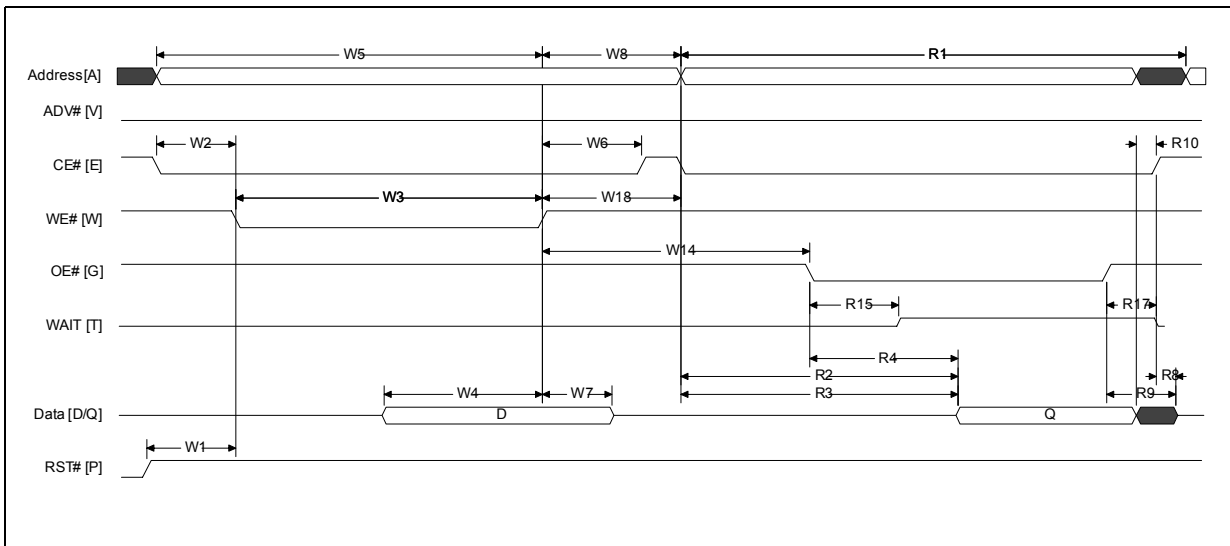 W5 W8 R1
Address [A]
ADV# [V]
W2 W6 R10
CE# [E]
W3 W18
WE# [W]
W14
OE# [G]
R15 R17
WAIT [T]
R4
R2 R8
W4 W7 R3 R9
Data [D/Q] D Q
W1
RST# [P]